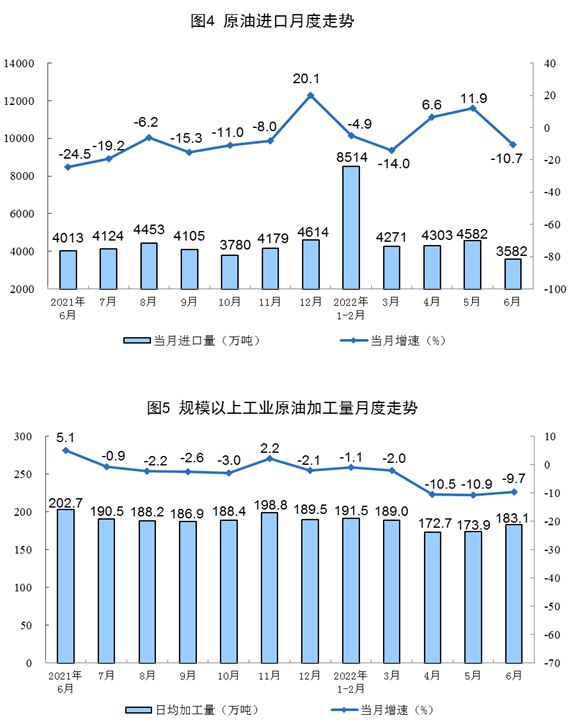 图4 原油进口月度走势
14000 40
12000 20
10000 0
8000 -20
-40
6000 -60
4000 -80
2000 -100
-24.5 -19.2 -6.2 -15.3 -11.0 -8.0 20.1 -4.9 -14.0 6.6 11.9 -10.7
4013 4124 4453 4105 3780 4179 4614 8514 4271 4303 4582 3582
2021年 7月 8月 9月 10月 11月 12月 2022年 3月 4月 5月 6月
6月 1-2月
当月进口量（万吨） 当月增速（%）
图5 规模以上工业原油加工量月度走势
300 10
250 0
200 -10
-20
150 -30
100 -40
-50
50 -60
0 -70
5.1 -0.9 -2.2 -2.6 -3.0 2.2 -2.1 -1.1 -2.0 -10.5 -10.9 -9.7
202.7 190.5 188.2 186.9 188.4 198.8 189.5 191.5 189.0 172.7 173.9 183.1
2021年 7月 8月 9月 10月 11月 12月 2022年 3月 4月 5月 6月
6月 1-2月
日均加工量（万吨） 当月增速（%）